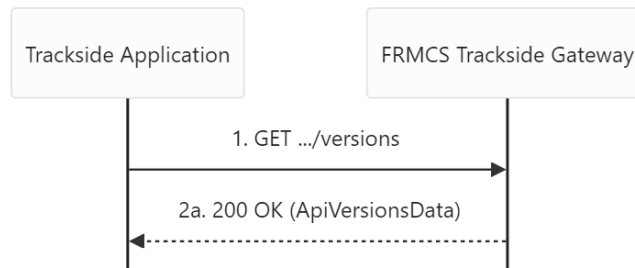 Trackside Application
FRMCS Trackside Gateway
1. GET .../versions
2a. 200 OK (ApiVersionsData)